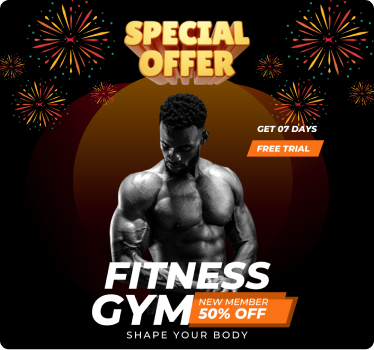 SPECIAL
OFFER
GET 07 DAYS
FREE TRIAL
FITNESS
GYM
NEW MEMBER
50% OFF
SHAPE YOUR BODY